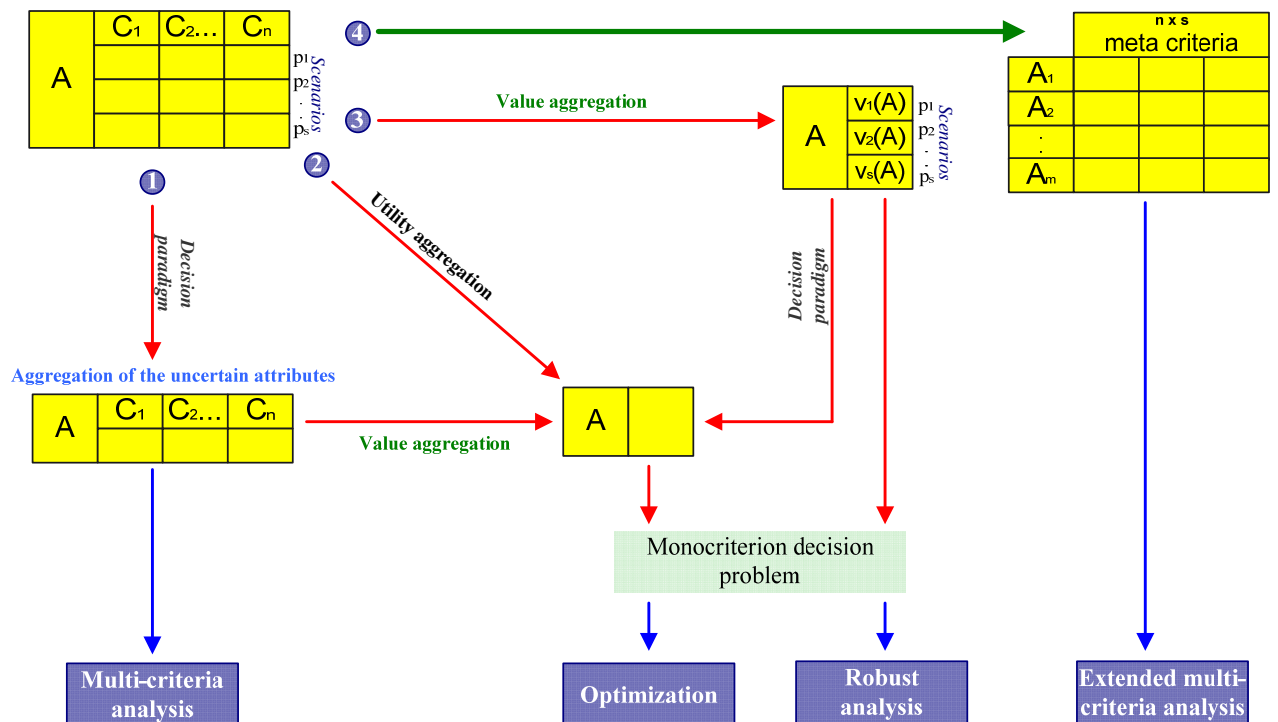 C1 C2... Cn
A
p1
p2
.
.
ps
Scenarios
4
n x s
meta criteria
A1
A2
:
Am
3
Value aggregation
A
v1(A)
v2(A)
vs(A)
p1
p2
.
.
ps
Scenarios
2
1
Utility aggregation
Decision
paradigm
Decision
paradigm
Aggregation of the uncertain attributes
A
C1 C2... Cn
Value aggregation
A
Monocriterion decision
problem
Multi-criteria
analysis
Optimization
Robust
analysis
Extended multi-
criteria analysis